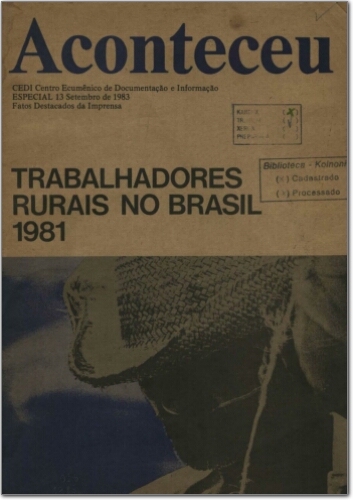 Aconteceu
CEDI Centro Ecumênico de Documentação e Informação
ESPECIAL 13 Setembro de 1983
Fatos Destacados da Imprensa
Biblioteca - Koinoni
Cadastrado
Processado
TRABALHADORES
RURAIS NO BRASIL
1981